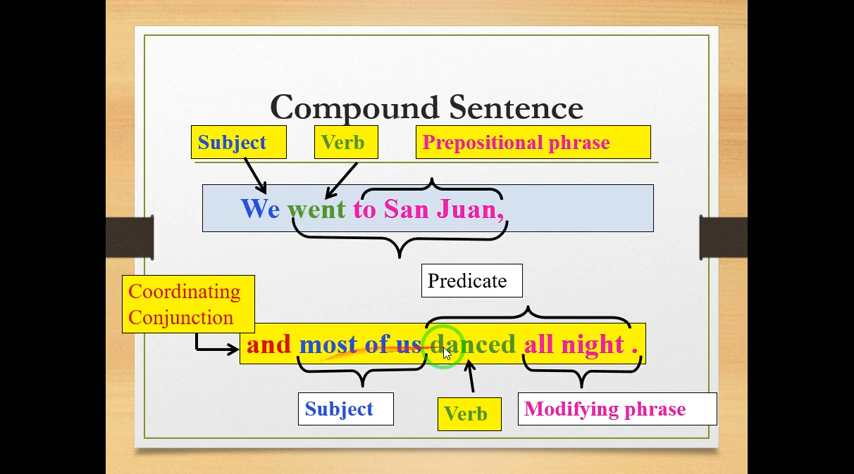 Compound Sentence
Subject
Verb
Prepositional phrase
We went to San Juan,
Predicate
Coordinating
Conjunction
and most of us danced all night .
Subject
Verb
Modifying phrase